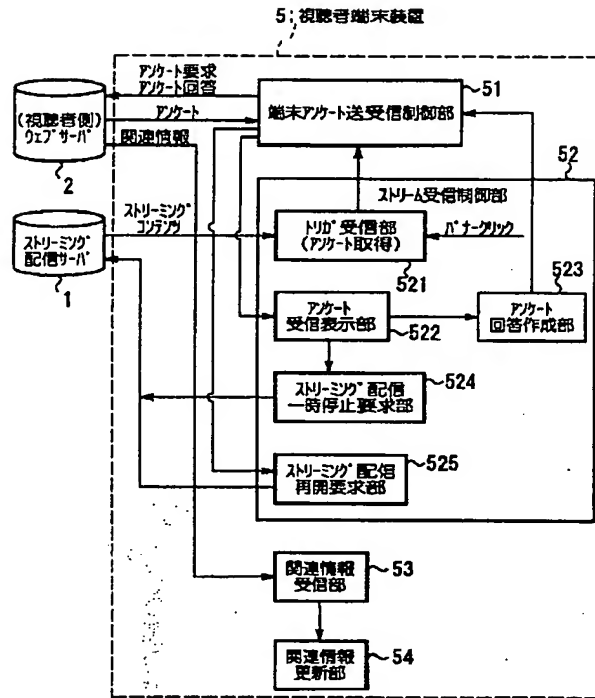 5:視聴者端末装置
アンケート要求
アンケート回答
アンケート
関連情報
(視聴者側)
ウェブサーバ
2
端末アンケート送受信制御部
51
52
ストリーム受信制御部
ストリーミング
コンテンツ
ストリーミング
配信サーバ
1
トリガ受信部
(アンケート取得)
521
バナークリック
アンケート
受信表示部
522
523
アンケート
回答作成部
524
ストリーミング配信
一時停止要求部
525
ストリーミング配信
再開要求部
関連情報
受信部
53
関連情報
更新部
54